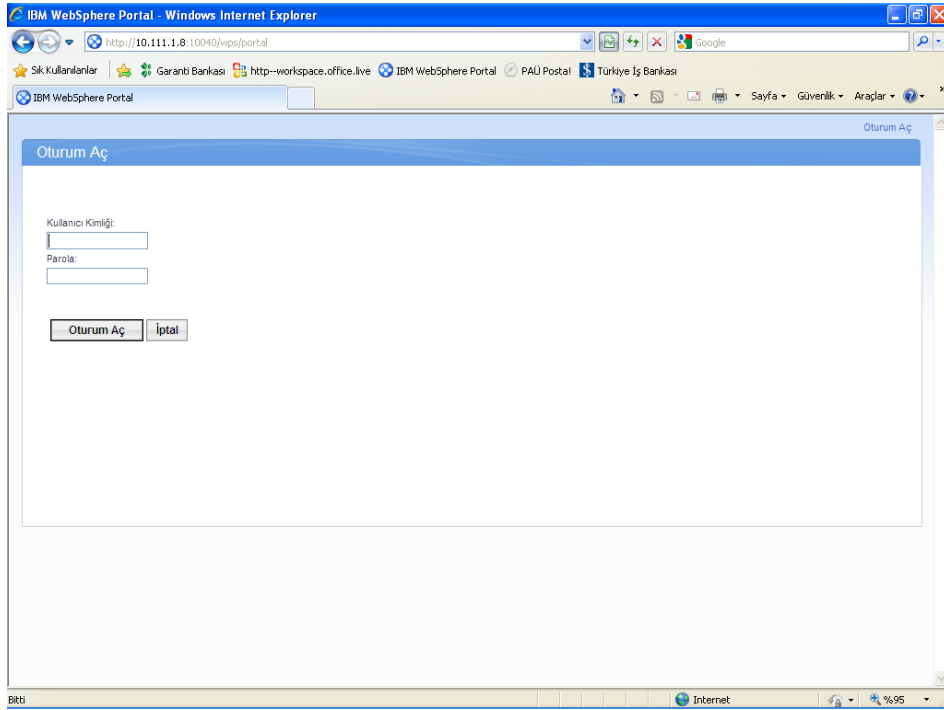 IBM WebSphere Portal - Windows Internet Explorer
http://10.111.1.8:10040/wps/portal
Google
Sık Kullanılanlar
Garanti Bankası
http--workspace.office.live
IBM WebSphere Portal
PAÜ Posta!
Türkiye İş Bankası
IBM WebSphere Portal
Sayfa
Güvenlik
Araçlar
»
Oturum Aç
Oturum Aç
Kullanıcı Kimliği:
Parola:
Oturum Aç
İptal
Bitti
Internet
%95